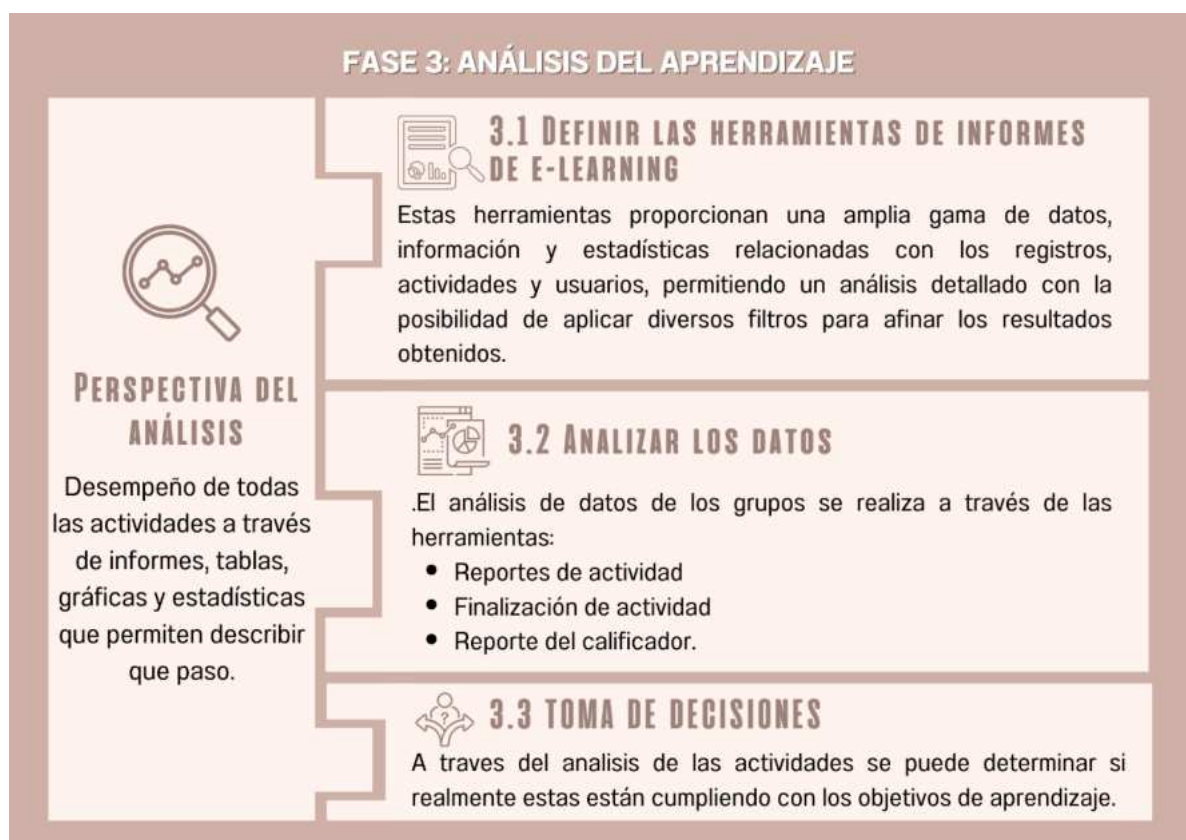 FASE 3: ANÁLISIS DEL APRENDIZAJE
PERSPECTIVA DEL
ANÁLISIS
Desempeño de todas
las actividades a través
de informes, tablas,
gráficas y estadísticas
que permiten describir
que paso.
3.1 DEFINIR LAS HERRAMIENTAS DE INFORMES
DE E-LEARNING
Estas herramientas proporcionan una amplia gama de datos,
información y estadísticas relacionadas con los registros,
actividades y usuarios, permitiendo un análisis detallado con la
posibilidad de aplicar diversos filtros para afinar los resultados
obtenidos.
3.2 ANALIZAR LOS DATOS
.El análisis de datos de los grupos se realiza a través de las
herramientas:
• Reportes de actividad
• Finalización de actividad
• Reporte del calificador.
3.3 TOMA DE DECISIONES
A traves del analisis de las actividades se puede determinar si
realmente estas están cumpliendo con los objetivos de aprendizaje.